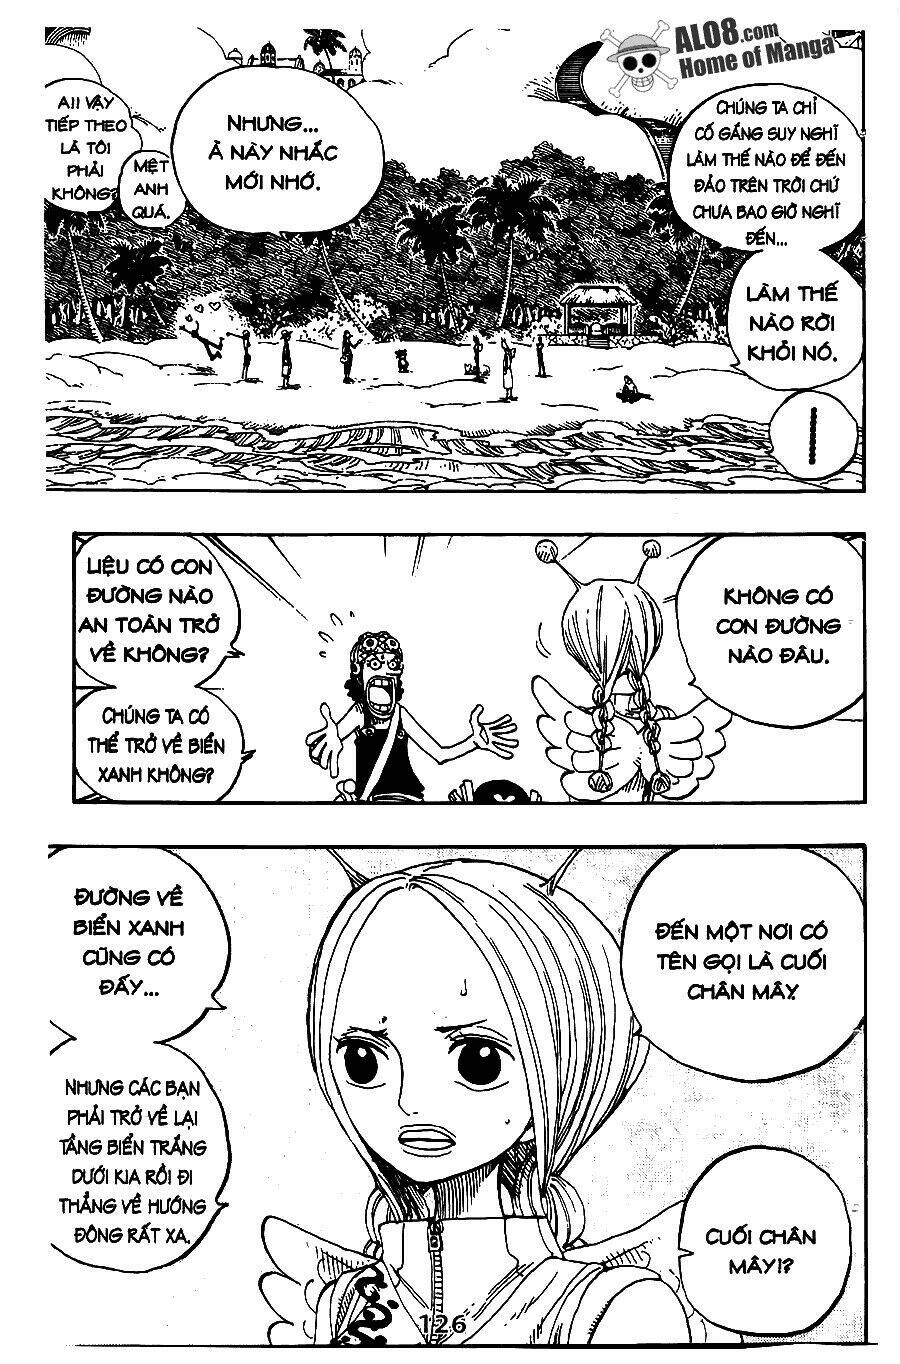 ALO8.com
Home of Manga
CHÚNG TA CHỈ
CỐ GẮNG SUY NGHĨ
LÀM THẾ NÀO ĐỂ ĐẾN
ĐẢO TRÊN TRỜI CHỨ
CHƯA BAO GIỜ NGHĨ
ĐẾN...
LÀM THẾ
NÀO RỜI
KHỎI NÓ.
NHƯNG...
À NÀY NHẮC
MỚI NHỚ.
MỆT
ANH
QUÁ.
A!! VẬY
TIẾP THEO
LÀ TÔI
PHẢI
KHÔNG?
KHÔNG CÓ
CON ĐƯỜNG
NÀO ĐÂU.
LIỆU CÓ CON
ĐƯỜNG NÀO
AN TOÀN TRỞ
VỀ KHÔNG?
CHÚNG TA CÓ
THỂ TRỞ VỀ BIỂN
XANH KHÔNG?
ĐẾN MỘT NƠI CÓ
TÊN GỌI LÀ CUỐI
CHÂN MÂY.
CUỐI CHÂN
MÂY!?
ĐƯỜNG VỀ
BIỂN XANH
CŨNG CÓ
ĐẤY...
NHƯNG CÁC BẠN
PHẢI TRỞ VỀ LẠI
TẦNG BIỂN TRẮNG
DƯỚI KIA RỒI ĐI
THẲNG VỀ HƯỚNG
ĐÔNG RẤT XA.
126